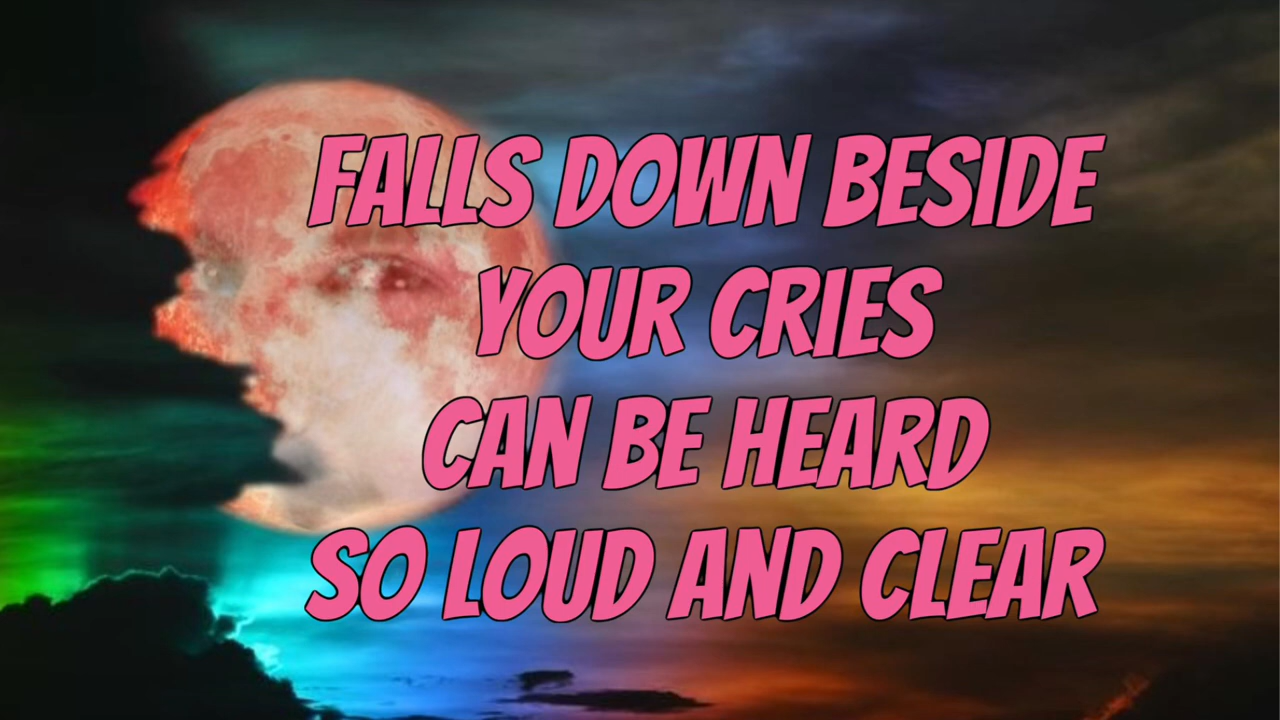 FALLS DOWN BESIDE
YOUR CRIES
CAN BE HEARD
SO LOUD AND CLEAR